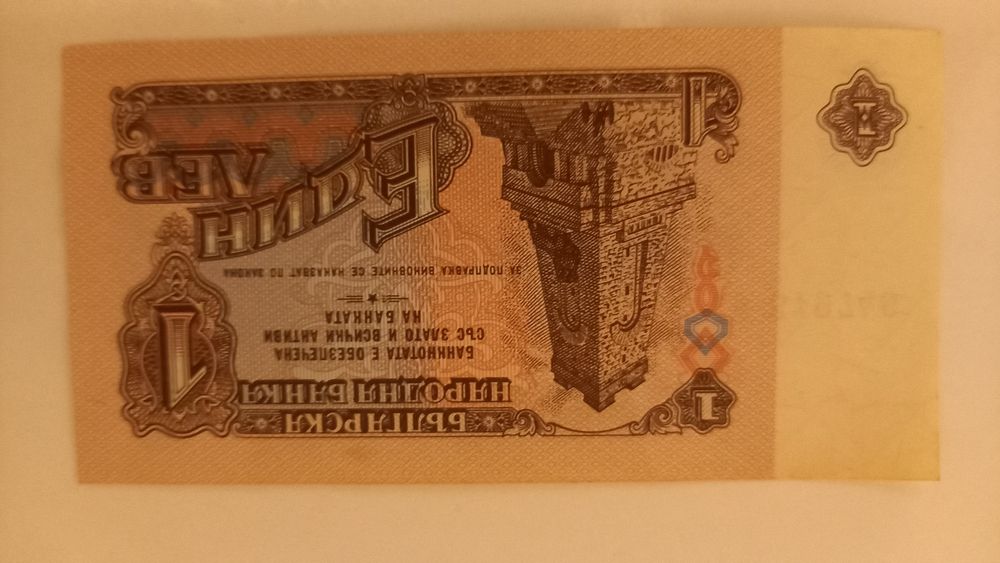 БЪЛГАРСКА
НАРОДНА БАНКА
1
1
БАНКНОТАТА Е ОБЕЗПЕЧЕНА
СЪС ЗЛАТО И ВСИЧКИ АКТИВИ
НА БАНКАТА
ЗА ПОДПРАВКА ВИНОВНИТЕ СЕ НАКАЗВАТ ПО ЗАКОНА
ЕДИН
ЛЕВ
1
1